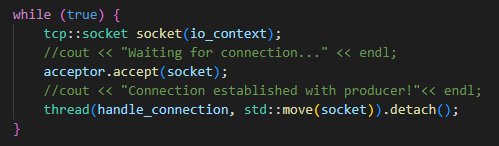 while (true) {
    tcp::socket socket(io_context);
    //cout << "Waiting for connection..." << endl;
    acceptor.accept(socket);
    //cout << "Connection established with producer!"<< endl;
    thread(handle_connection, std::move(socket)).detach();
}